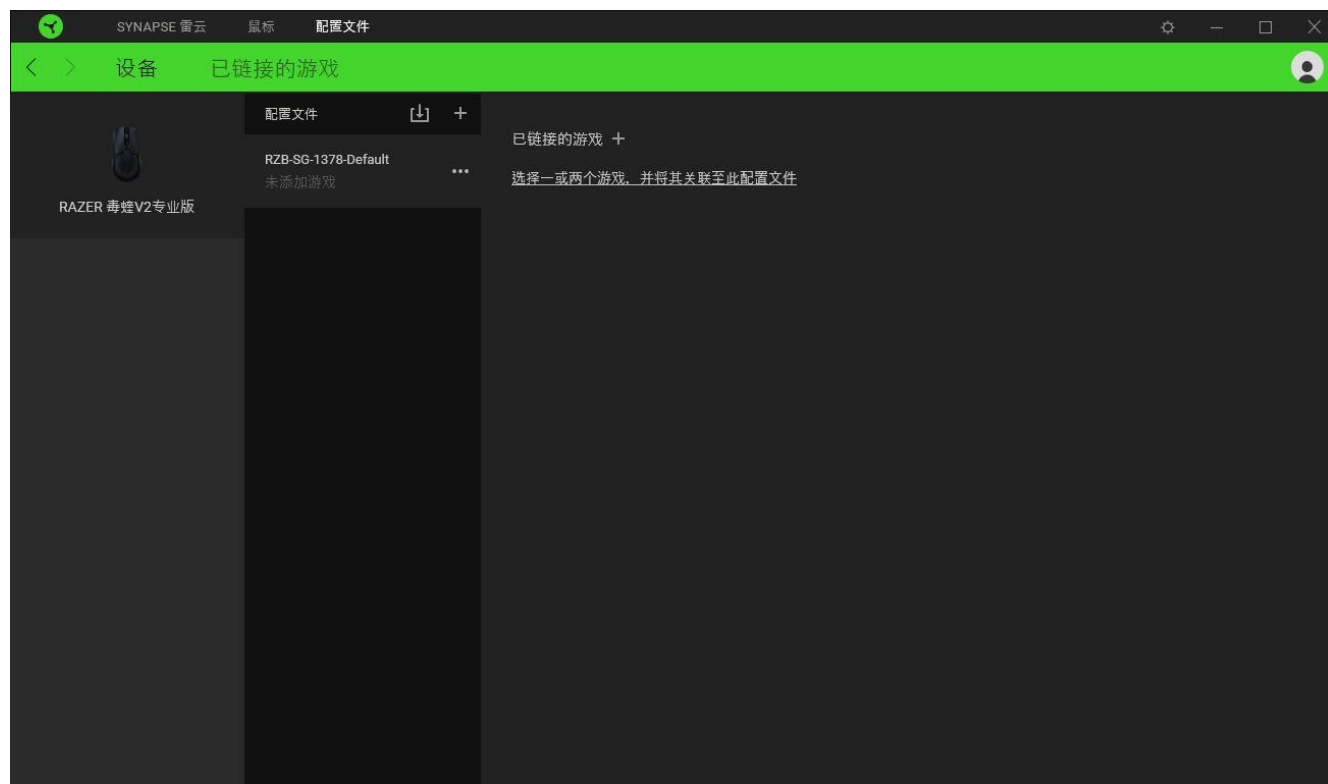 SYNAPSE 雷云 鼠标 配置文件
设备 已链接的游戏
配置文件
已链接的游戏 +
RZB-SG-1378-Default
选择一或两个游戏，并将其关联至此配置文件
未添加游戏
RAZER 毒蝰V2专业版